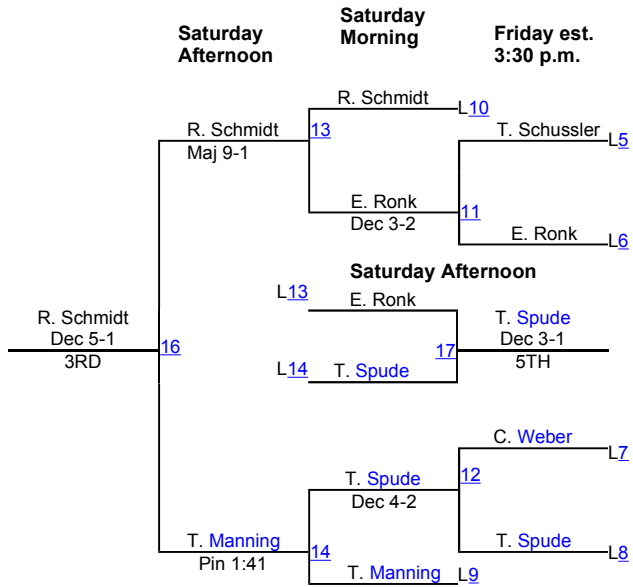 Saturday Afternoon
Saturday Morning
Friday est. 3:30 p.m.
R. Schmidt
L10
R. Schmidt
13
T. Schussler
L5
Maj 9-1
E. Ronk
11
Dec 3-2
E. Ronk
L6
Saturday Afternoon
L13
E. Ronk
R. Schmidt
T. Spude
Dec 5-1
16
17
Dec 3-1
3RD
L14
T. Spude
5TH
C. Weber
L7
T. Spude
12
Dec 4-2
T. Manning
14
T. Spude
L8
Pin 1:41
T. Manning
L9